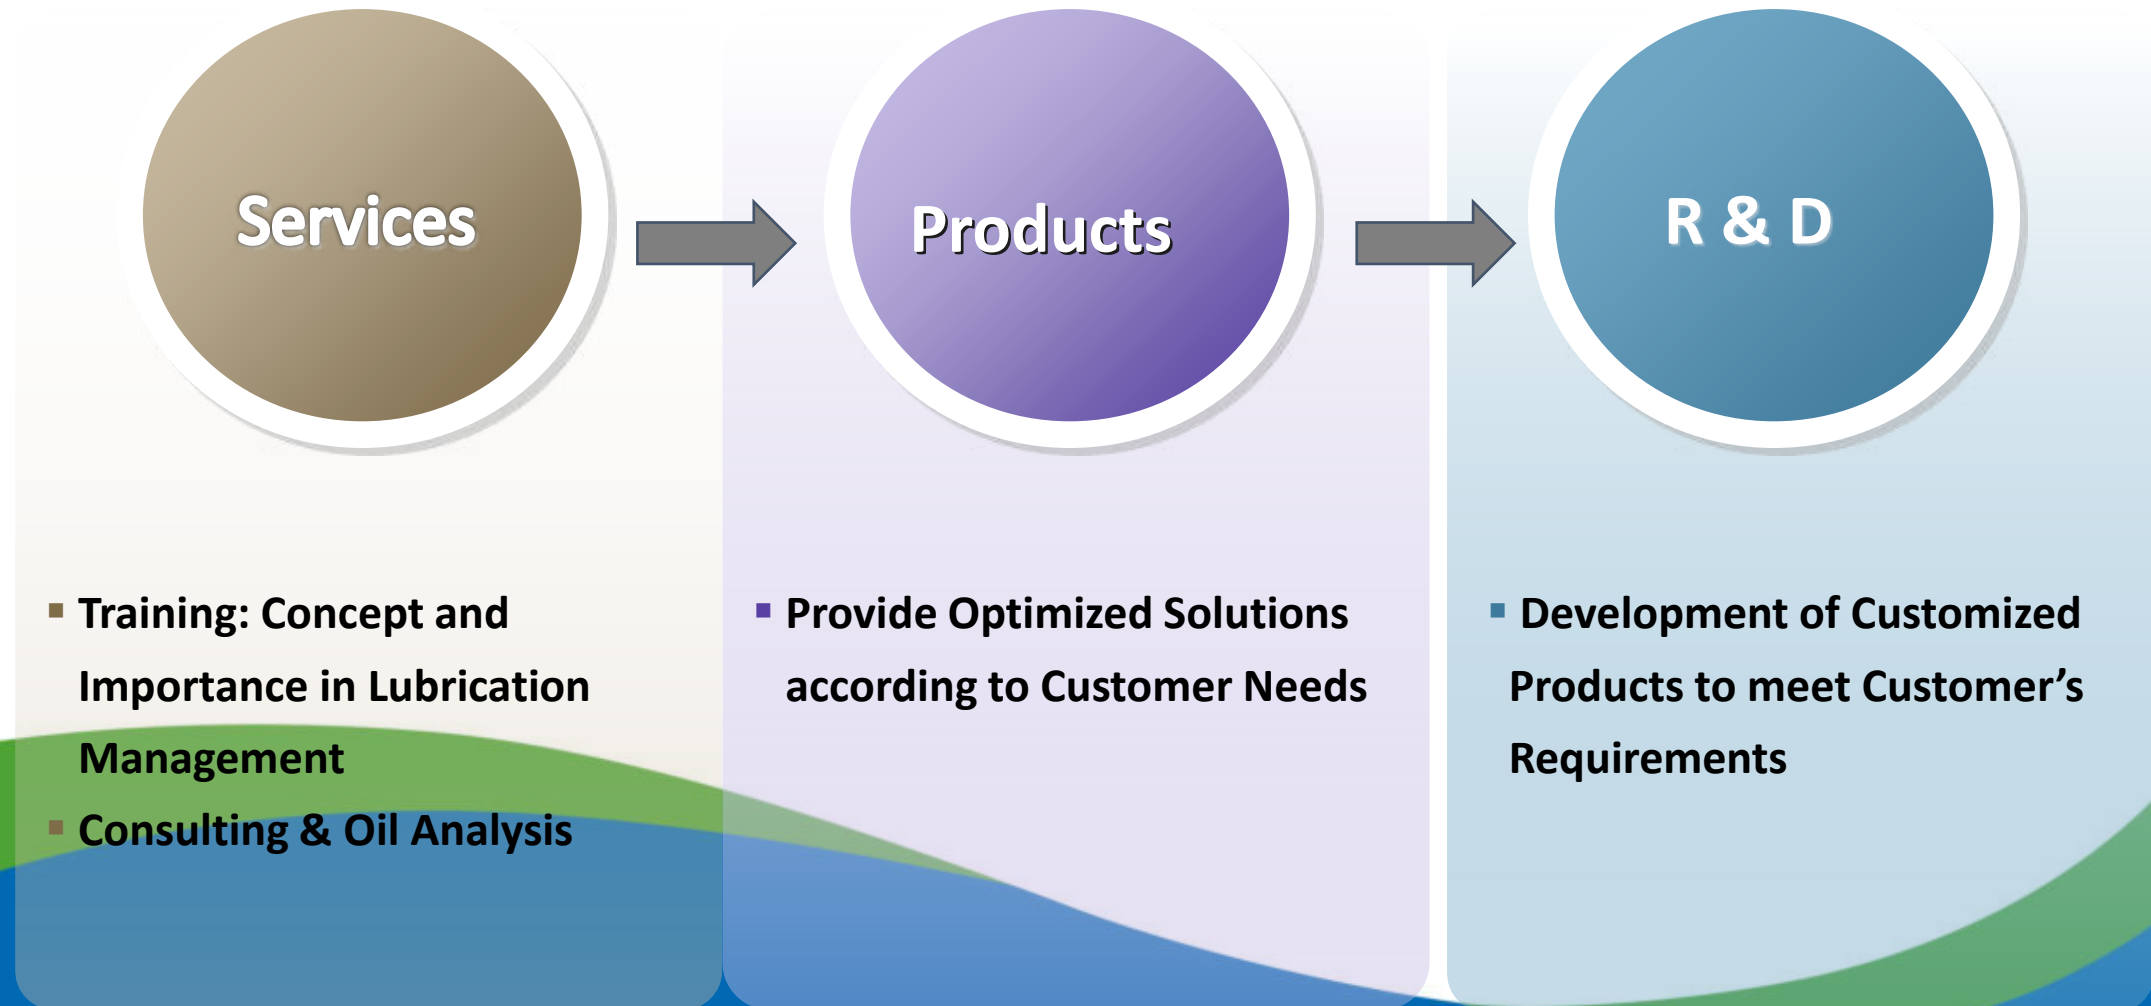 Services
Products
R & D
▪ Training: Concept and
Importance in Lubrication
Management
▪ Consulting & Oil Analysis
▪ Provide Optimized Solutions
according to Customer Needs
▪ Development of Customized
Products to meet Customer’s
Requirements